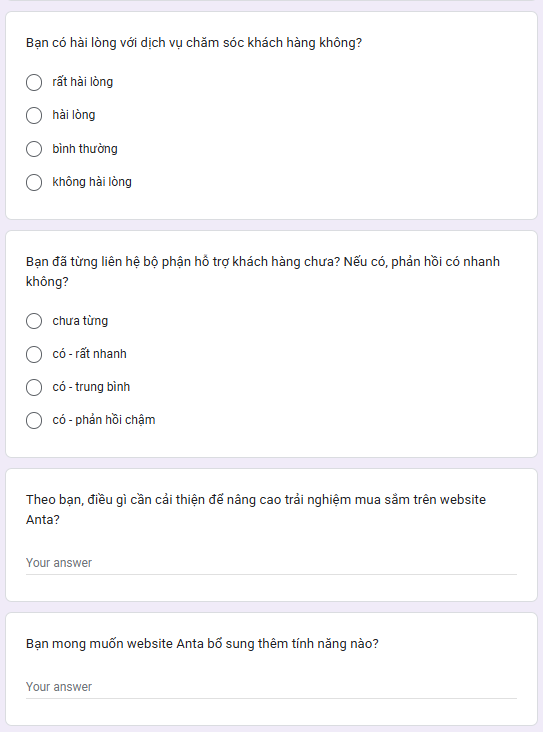 Bạn có hài lòng với dịch vụ chăm sóc khách hàng không?
rất hài lòng
hài lòng
bình thường
không hài lòng
Bạn đã từng liên hệ bộ phận hỗ trợ khách hàng chưa? Nếu có, phản hồi có nhanh
không?
chưa từng
có - rất nhanh
có - trung bình
có - phản hồi chậm
Theo bạn, điều gì cần cải thiện để nâng cao trải nghiệm mua sắm trên website
Anta?
Your answer
Bạn mong muốn website Anta bổ sung thêm tính năng nào?
Your answer